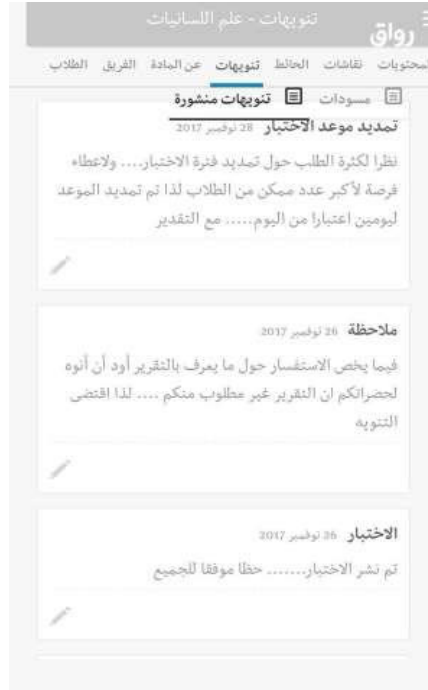 تنويهات - علم اللسانيات
رواق
لمحتويات نقاشات الحائط تنويهات عن المادة الفريق الطلاب
مسودات تنويهات منشورة
تمديد موعد الأختبار 28 نوفمبر 2017
نظرا لكثرة الطلب حول تمديد فترة الاختبار.... ولاعطاء
فرصة لأكبر عدد ممكن من الطلاب لذا تم تمديد الموعد
ليومين اعتبارا من اليوم..... مع التقدير
ملاحظة 26 نوفمبر 2017
فيما يخص الاستفسار حول ما يعرف بالتقرير أود أن أنوه
لحضراتكم ان التقرير غير مطلوب منكم .... لذا اقتضى
التنويه
الاختبار 26 نوفمبر 2017
تم نشر الاختبار....... حظا موفقا للجميع